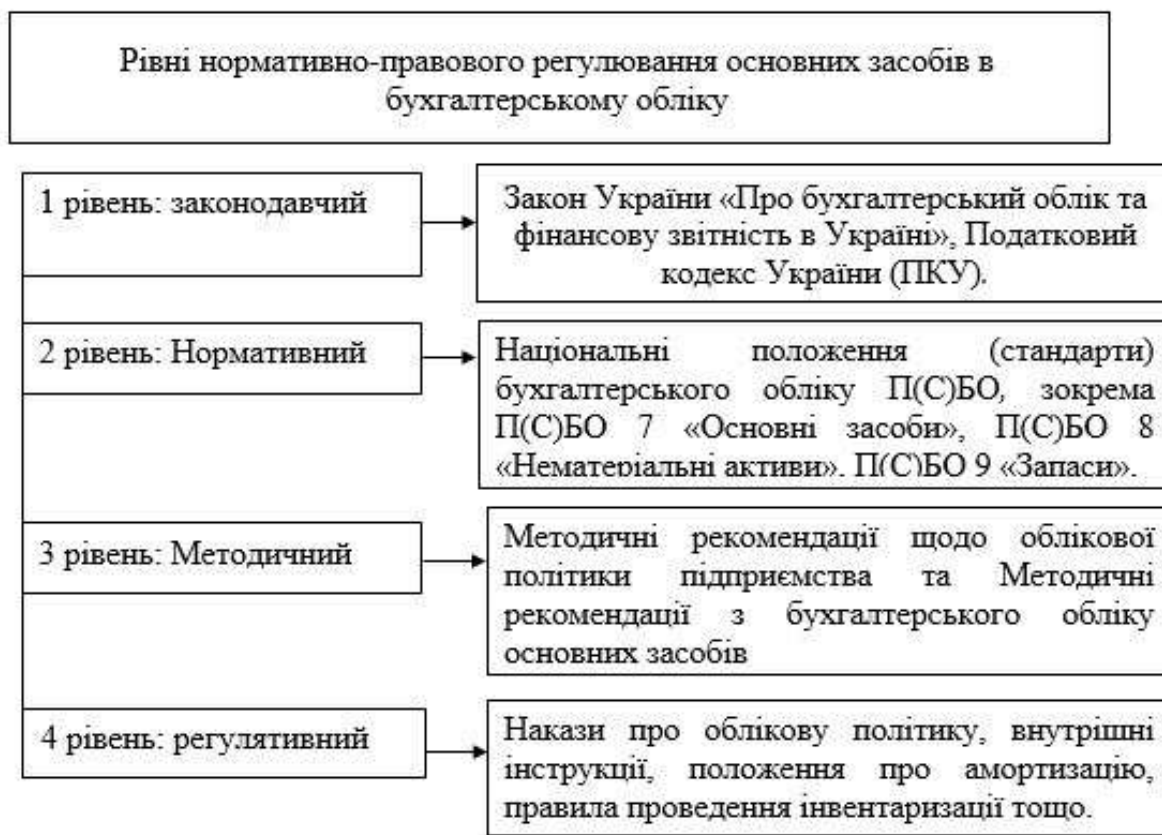 Рівні нормативно-правового регулювання основних засобів в
бухгалтерському обліку
1 рівень: законодавчий
Закон України «Про бухгалтерський облік та
фінансову звітність в Україні», Податковий
кодекс України (ПКУ).
2 рівень: Нормативний
Національні положення (стандарти)
бухгалтерського обліку П(С)БО, зокрема
П(С)БО 7 «Основні засоби», П(С)БО 8
«Нематеріальні активи». П(С)БО 9 «Запаси».
3 рівень: Методичний
Методичні рекомендації щодо облікової
політики підприємства та Методичні
рекомендації з бухгалтерського обліку
основних засобів
4 рівень: регулятивний
Накази про облікову політику, внутрішні
інструкції, положення про амортизацію,
правила проведення інвентаризації тощо.